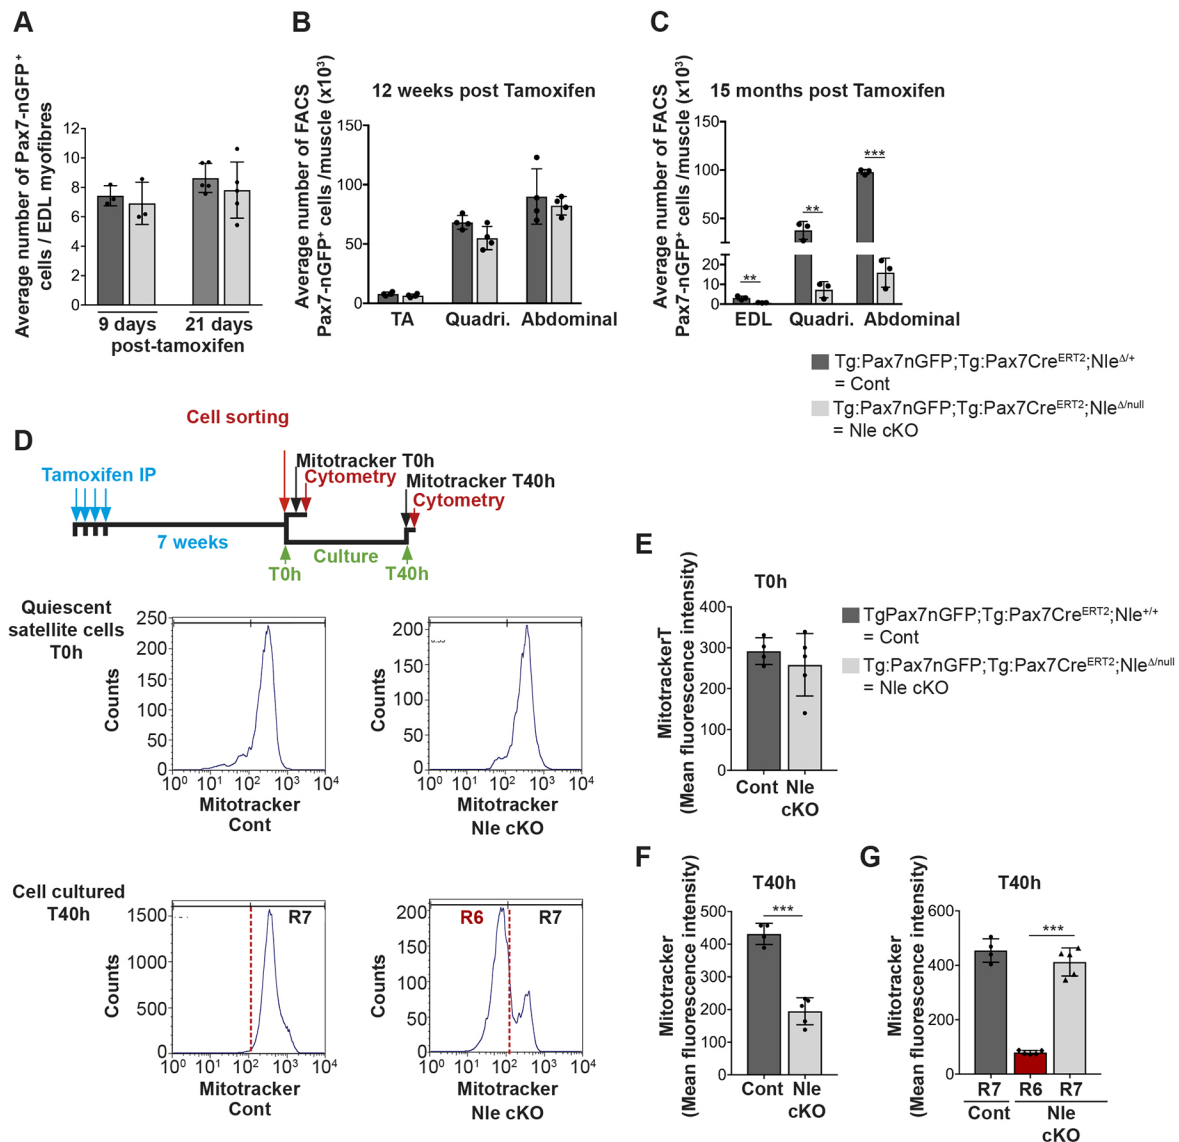 A
Average number of Pax7-nGFP+
cells / EDL myofibres
12
10
8
6
4
2
0
9 days
21 days
post-tamoxifen
B
Average number of FACS
Pax7-nGFP+ cells /muscle (x10³)
12 weeks post Tamoxifen
150
100
50
0
TA
Quadri.
Abdominal
C
Average number of FACS
Pax7-nGFP+ cells /muscle (x10³)
15 months post Tamoxifen
150
100
50
20
10
0
**
**
***
EDL
Quadri.
Abdominal
Tg:Pax7nGFP;Tg:Pax7CreERT2;NleΔ/+
= Cont
Tg:Pax7nGFP;Tg:Pax7CreERT2;NleΔ/null
= Nle cKO
D
Cell sorting
Tamoxifen IP
Mitotracker T0h
Cytometry
Mitotracker T40h
Cytometry
7 weeks
Culture
T0h
T40h
Quiescent
satellite cells
T0h
Counts
250
200
150
100
50
0
10⁰ 10¹ 10² 10³ 10⁴
Mitotracker
Cont
Counts
200
150
100
50
0
10⁰ 10¹ 10² 10³ 10⁴
Mitotracker
Nle cKO
Cell cultured
T40h
Counts
1500
1000
500
0
R7
10⁰ 10¹ 10² 10³ 10⁴
Mitotracker
Cont
Counts
200
150
100
50
0
R6
R7
10⁰ 10¹ 10² 10³ 10⁴
Mitotracker
Nle cKO
E
MitotrackerT
(Mean fluorescence intensity)
T0h
400
300
200
100
0
Cont
Nle
cKO
TgPax7nGFP;Tg:Pax7CreERT2;Nle+/+
= Cont
Tg:Pax7nGFP;Tg:Pax7CreERT2;NleΔ/null
= Nle cKO
F
Mitotracker
(Mean fluorescence intensity)
T40h
500
400
300
200
100
0
***
Cont
Nle
cKO
G
Mitotracker
(Mean fluorescence intensity)
T40h
600
400
200
0
***
R7
R6
R7
Cont
Nle
cKO